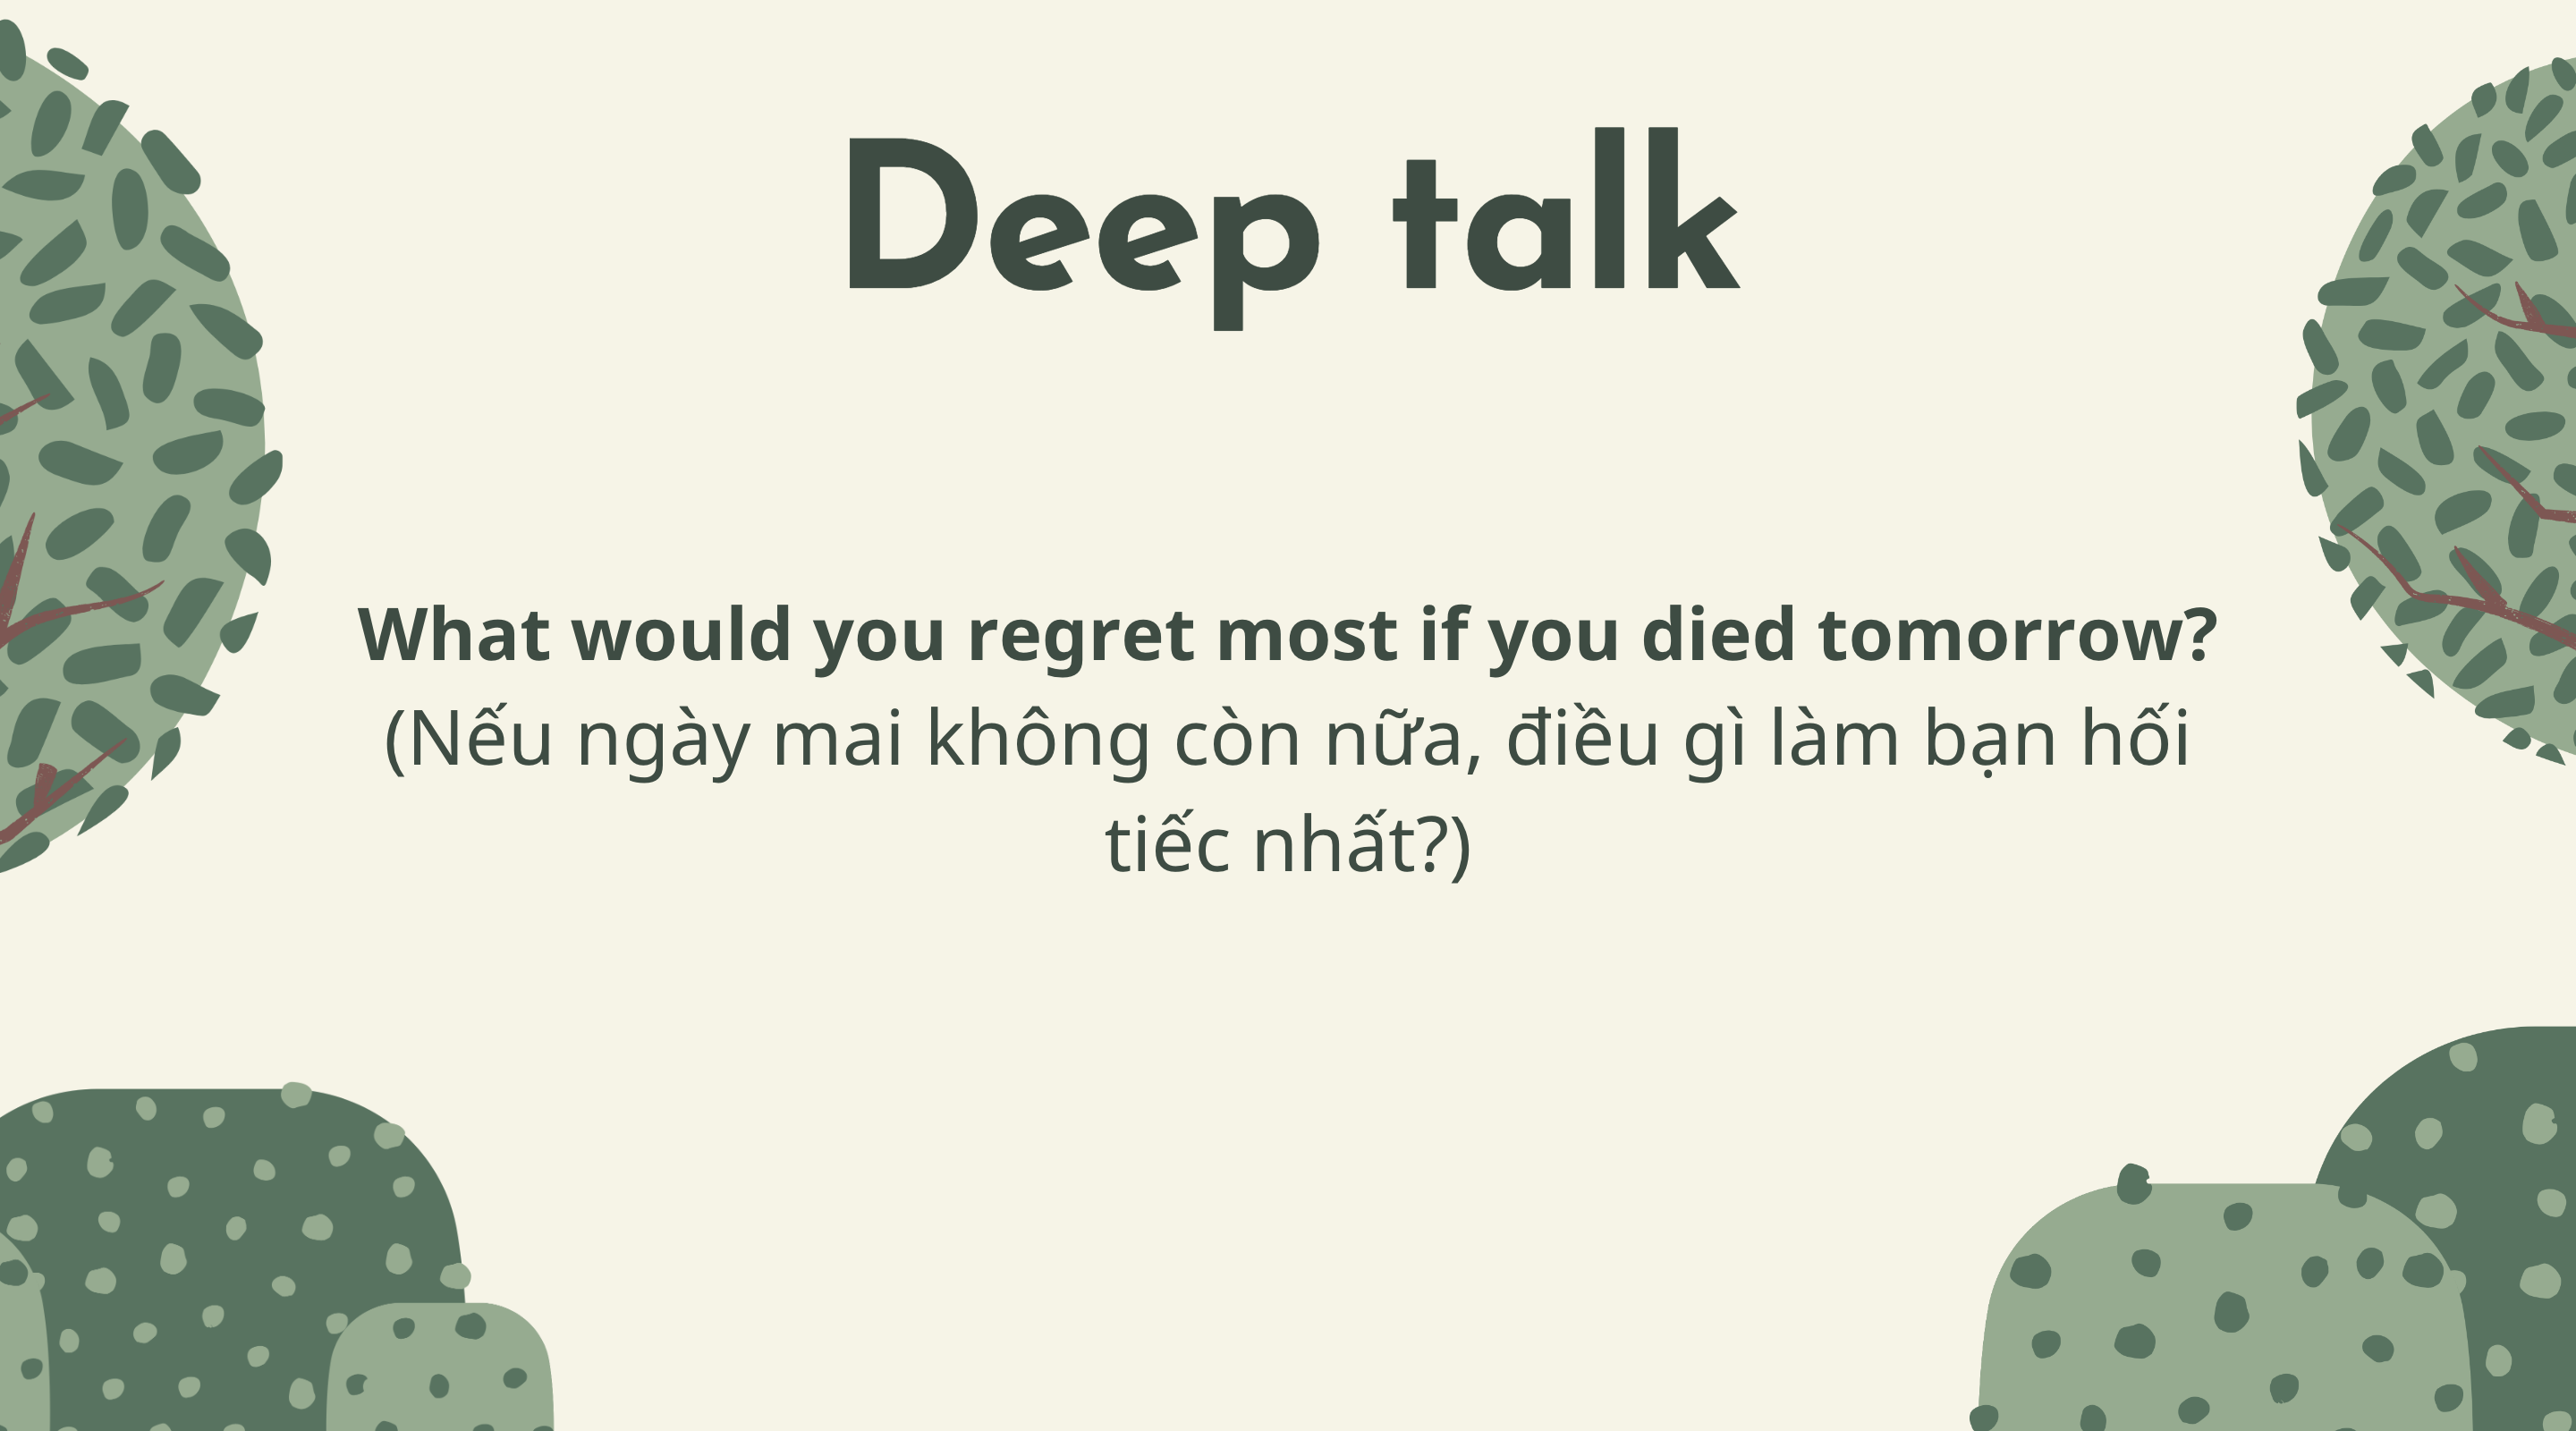 Deep talk
What would you regret most if you died tomorrow?
(Nếu ngày mai không còn nữa, điều gì làm bạn hối
tiếc nhất?)